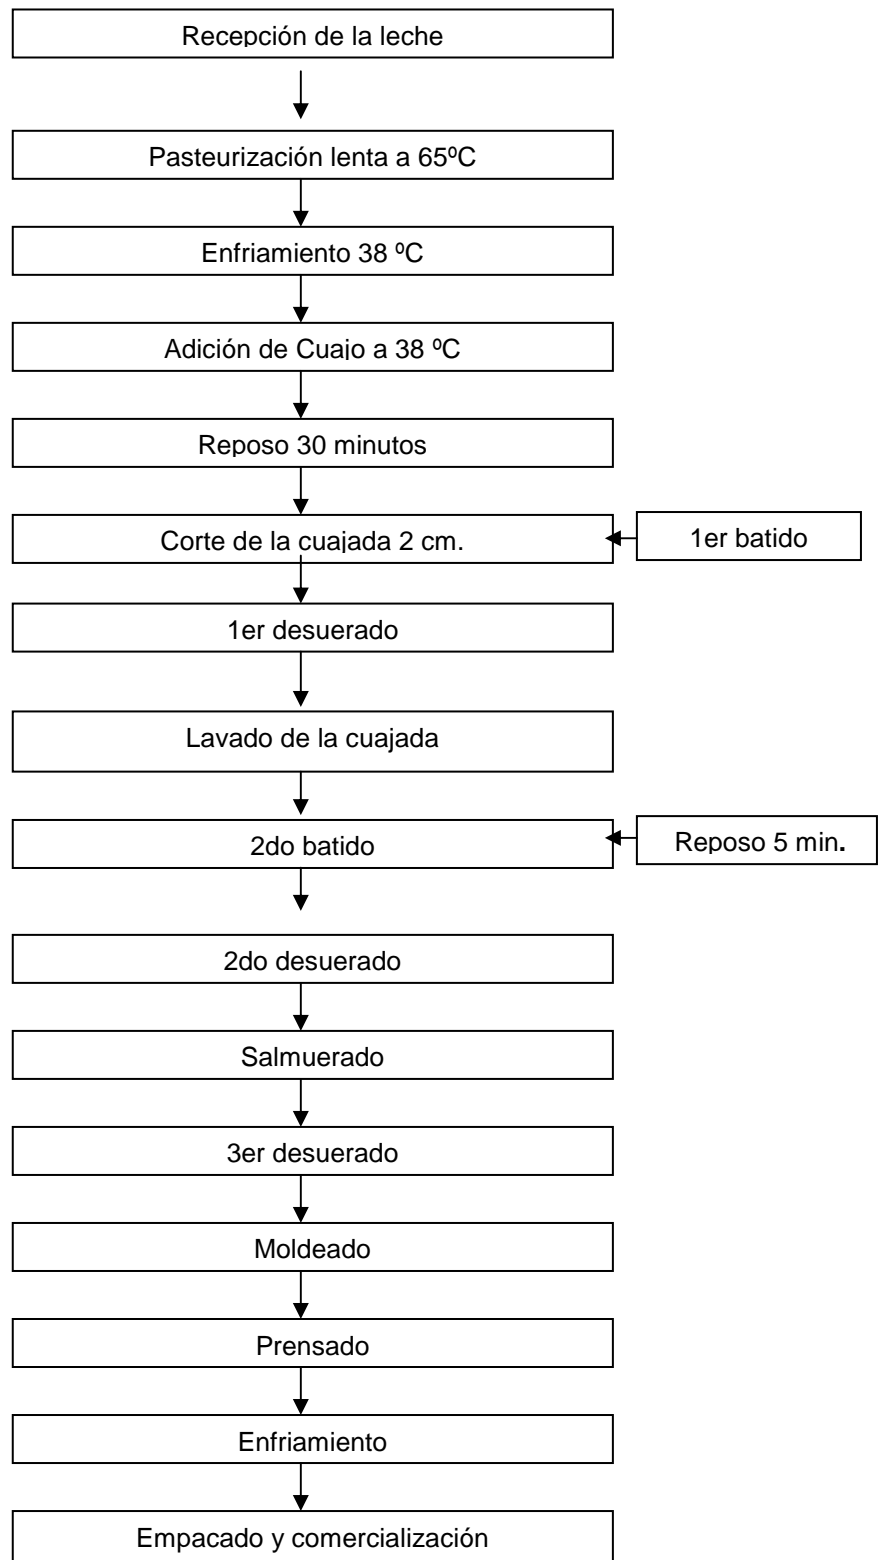 Recepción de la leche
Pasteurización lenta a 65ºC
Enfriamiento 38 ºC
Adición de Cuajo a 38 ºC
Reposo 30 minutos
Corte de la cuajada 2 cm.
1er batido
1er desuerado
Lavado de la cuajada
2do batido
Reposo 5 min.
2do desuerado
Salmuerado
3er desuerado
Moldeado
Prensado
Enfriamiento
Empacado y comercialización